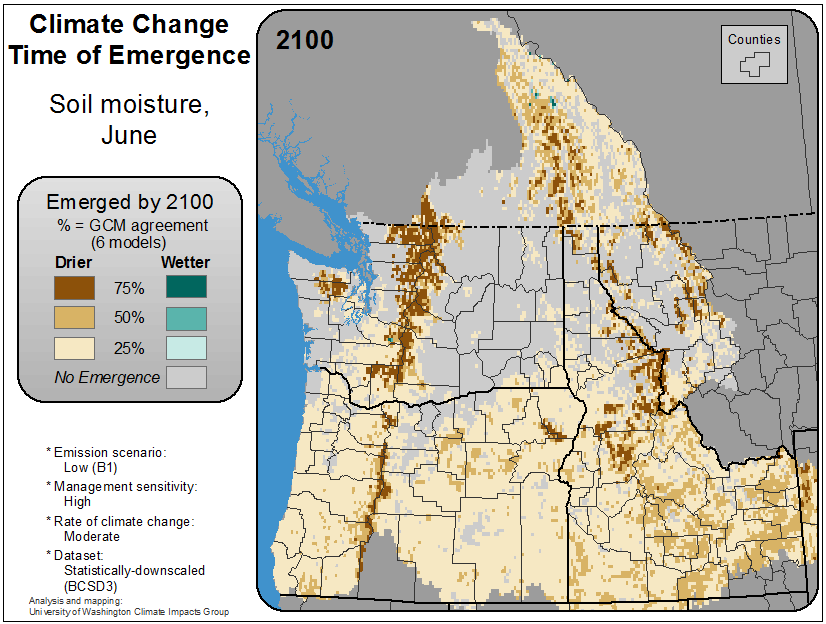 Climate Change
Time of Emergence
Soil moisture,
June
Emerged by 2100
% = GCM agreement
(6 models)
Drier Wetter
75%
50%
25%
No Emergence
* Emission scenario:
Low (B1)
* Management sensitivity:
High
* Rate of climate change:
Moderate
* Dataset:
Statistically-downscaled
(BCSD3)
Analysis and mapping:
University of Washington Climate Impacts Group
2100
Counties